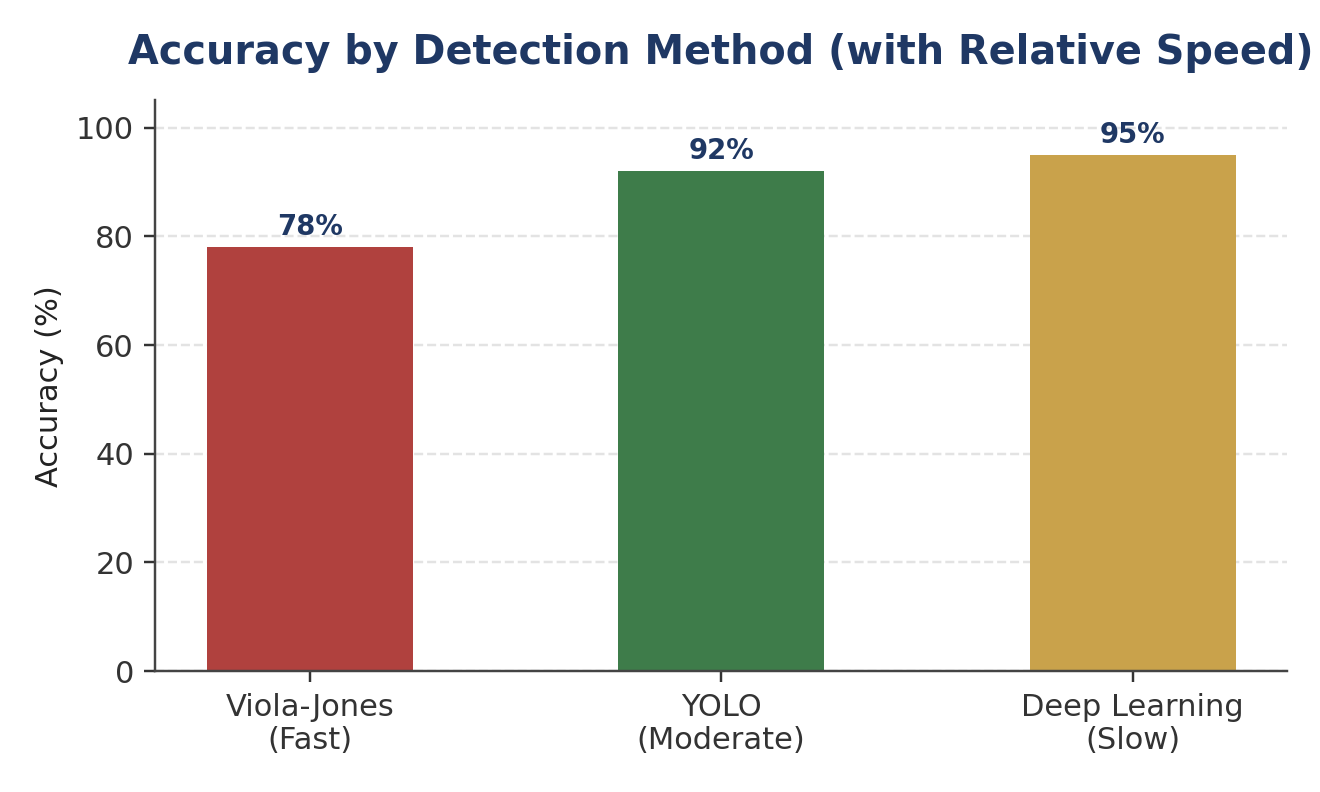 Accuracy by Detection Method (with Relative Speed)
Accuracy (%)
100
80
60
40
20
0
78%
92%
95%
Viola-Jones
(Fast)
YOLO
(Moderate)
Deep Learning
(Slow)